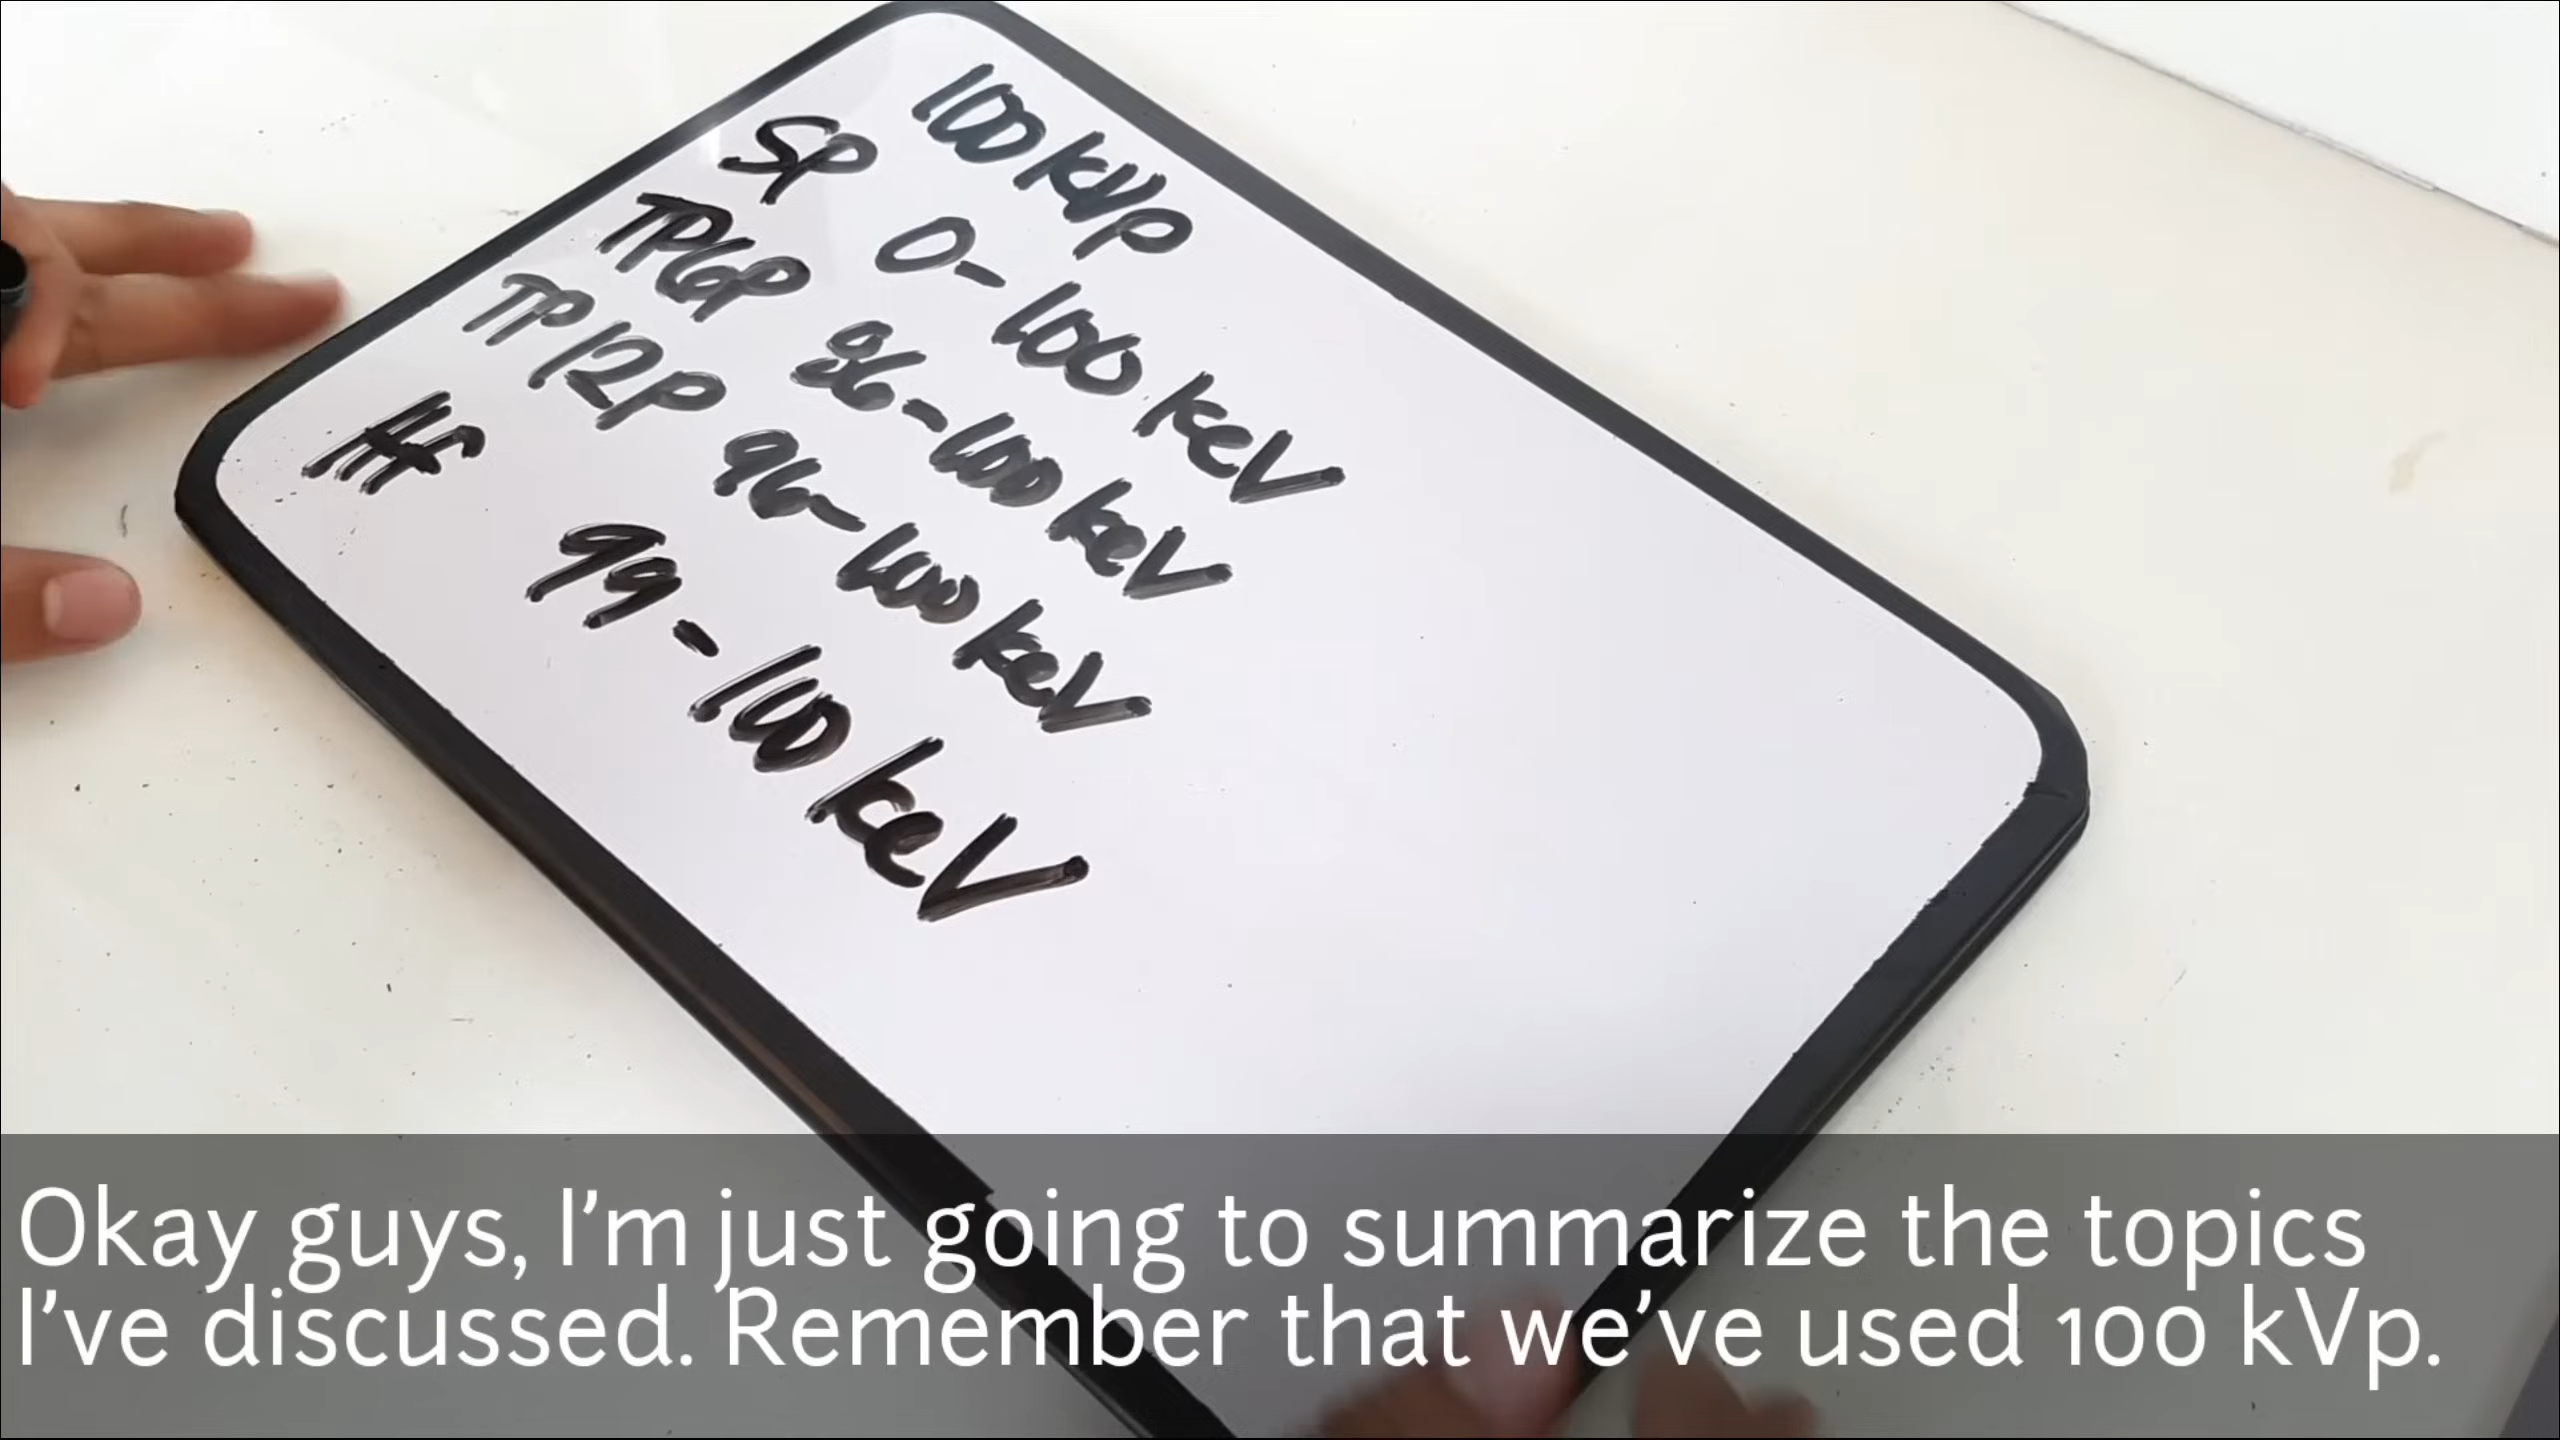 100 kVp
SP 0-100 keV
TP6P 86-100 keV
TP12P 96-100 keV
HF 99-100 keV
Okay guys, I'm just going to summarize the topics
I've discussed. Remember that we've used 100 kVp.